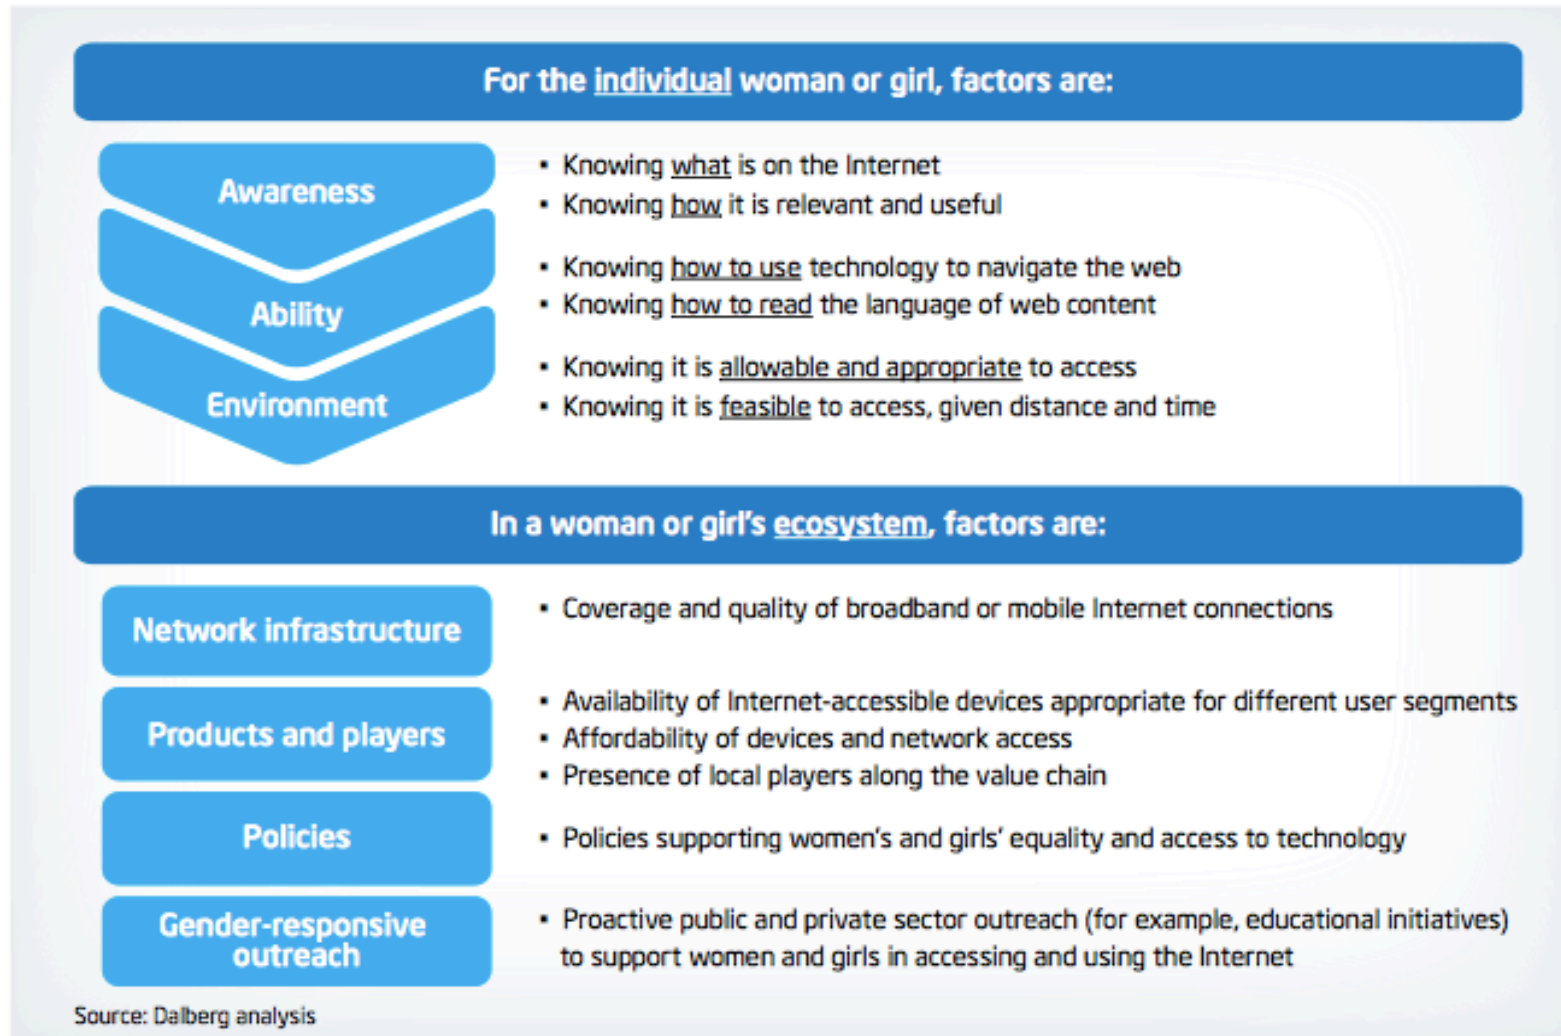 For the individual woman or girl, factors are:
Awareness
▪ Knowing what is on the Internet
▪ Knowing how it is relevant and useful
Ability
▪ Knowing how to use technology to navigate the web
▪ Knowing how to read the language of web content
Environment
▪ Knowing it is allowable and appropriate to access
▪ Knowing it is feasible to access, given distance and time
In a woman or girl's ecosystem, factors are:
Network infrastructure
▪ Coverage and quality of broadband or mobile Internet connections
Products and players
▪ Availability of Internet-accessible devices appropriate for different user segments
▪ Affordability of devices and network access
▪ Presence of local players along the value chain
Policies
▪ Policies supporting women's and girls' equality and access to technology
Gender-responsive
outreach
▪ Proactive public and private sector outreach (for example, educational initiatives)
to support women and girls in accessing and using the Internet
Source: Dalberg analysis